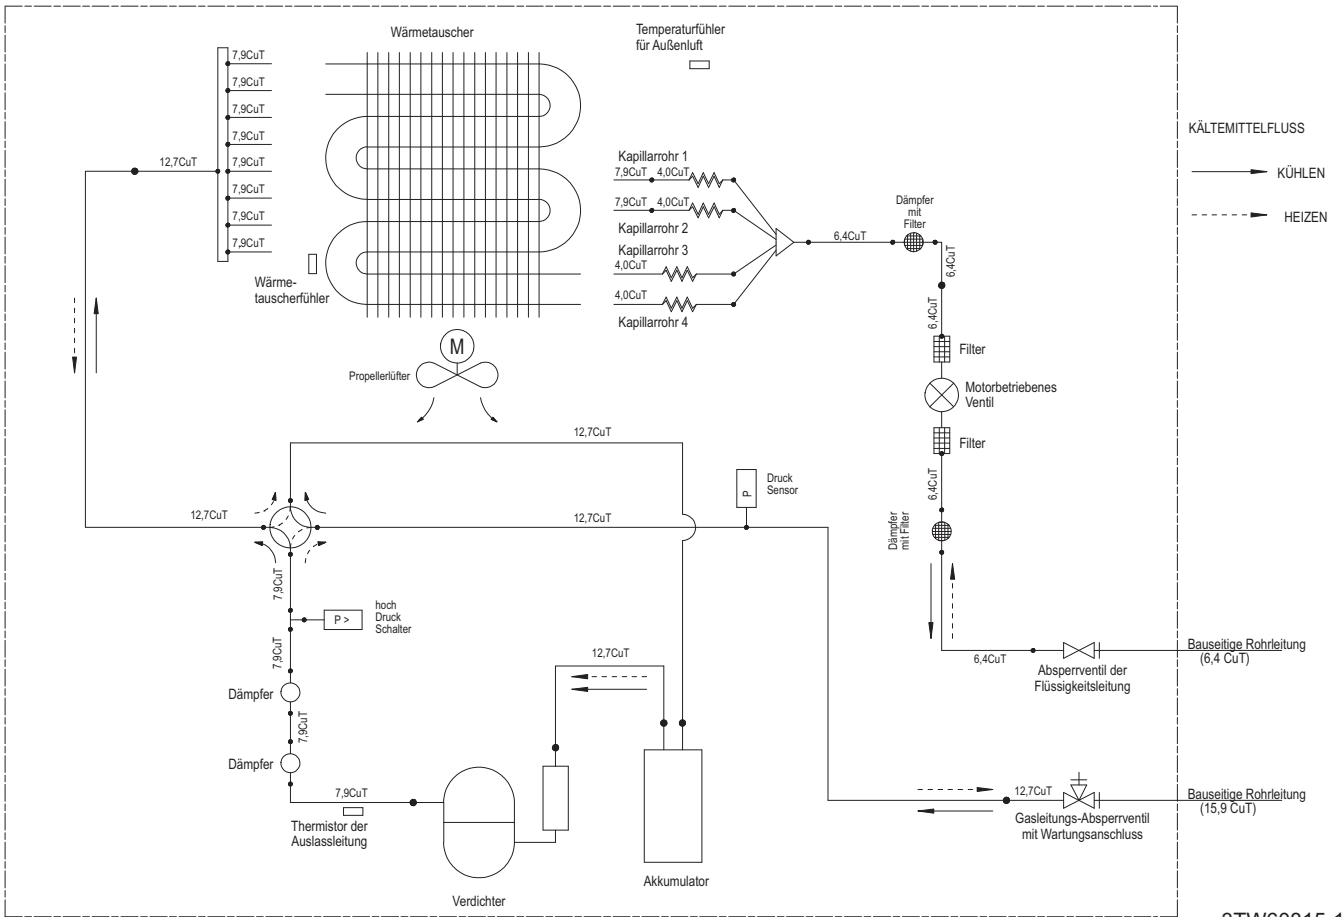 Wärmetauscher
Temperaturfühler
für Außenluft
7,9CuT
7,9CuT
7,9CuT
7,9CuT
7,9CuT
7,9CuT
7,9CuT
7,9CuT
12,7CuT
Wärme-
tauscherfühler
Kapillarrohr 1
7,9CuT 4,0CuT
7,9CuT 4,0CuT
Kapillarrohr 2
Kapillarrohr 3
4,0CuT
4,0CuT
Kapillarrohr 4
Dämpfer
mit
Filter
6,4CuT
6,4CuT
6,4CuT
Filter
Motorbetriebenes
Ventil
Filter
6,4CuT
Dämpfer
mit Filter
KÄLTEMITTELFLUSS
KÜHLEN
HEIZEN
M
Propellerlüfter
12,7CuT
12,7CuT
12,7CuT
P
Druck
Sensor
7,9CuT
P >
hoch
Druck
Schalter
7,9CuT
Dämpfer
7,9CuT
Dämpfer
7,9CuT
Thermistor der
Auslassleitung
12,7CuT
Verdichter
Akkumulator
6,4CuT
Absperrventil der
Flüssigkeitsleitung
Bauseitige Rohrleitung
(6,4 CuT)
12,7CuT
Gasleitungs-Absperrventil
mit Wartungsanschluss
Bauseitige Rohrleitung
(15,9 CuT)